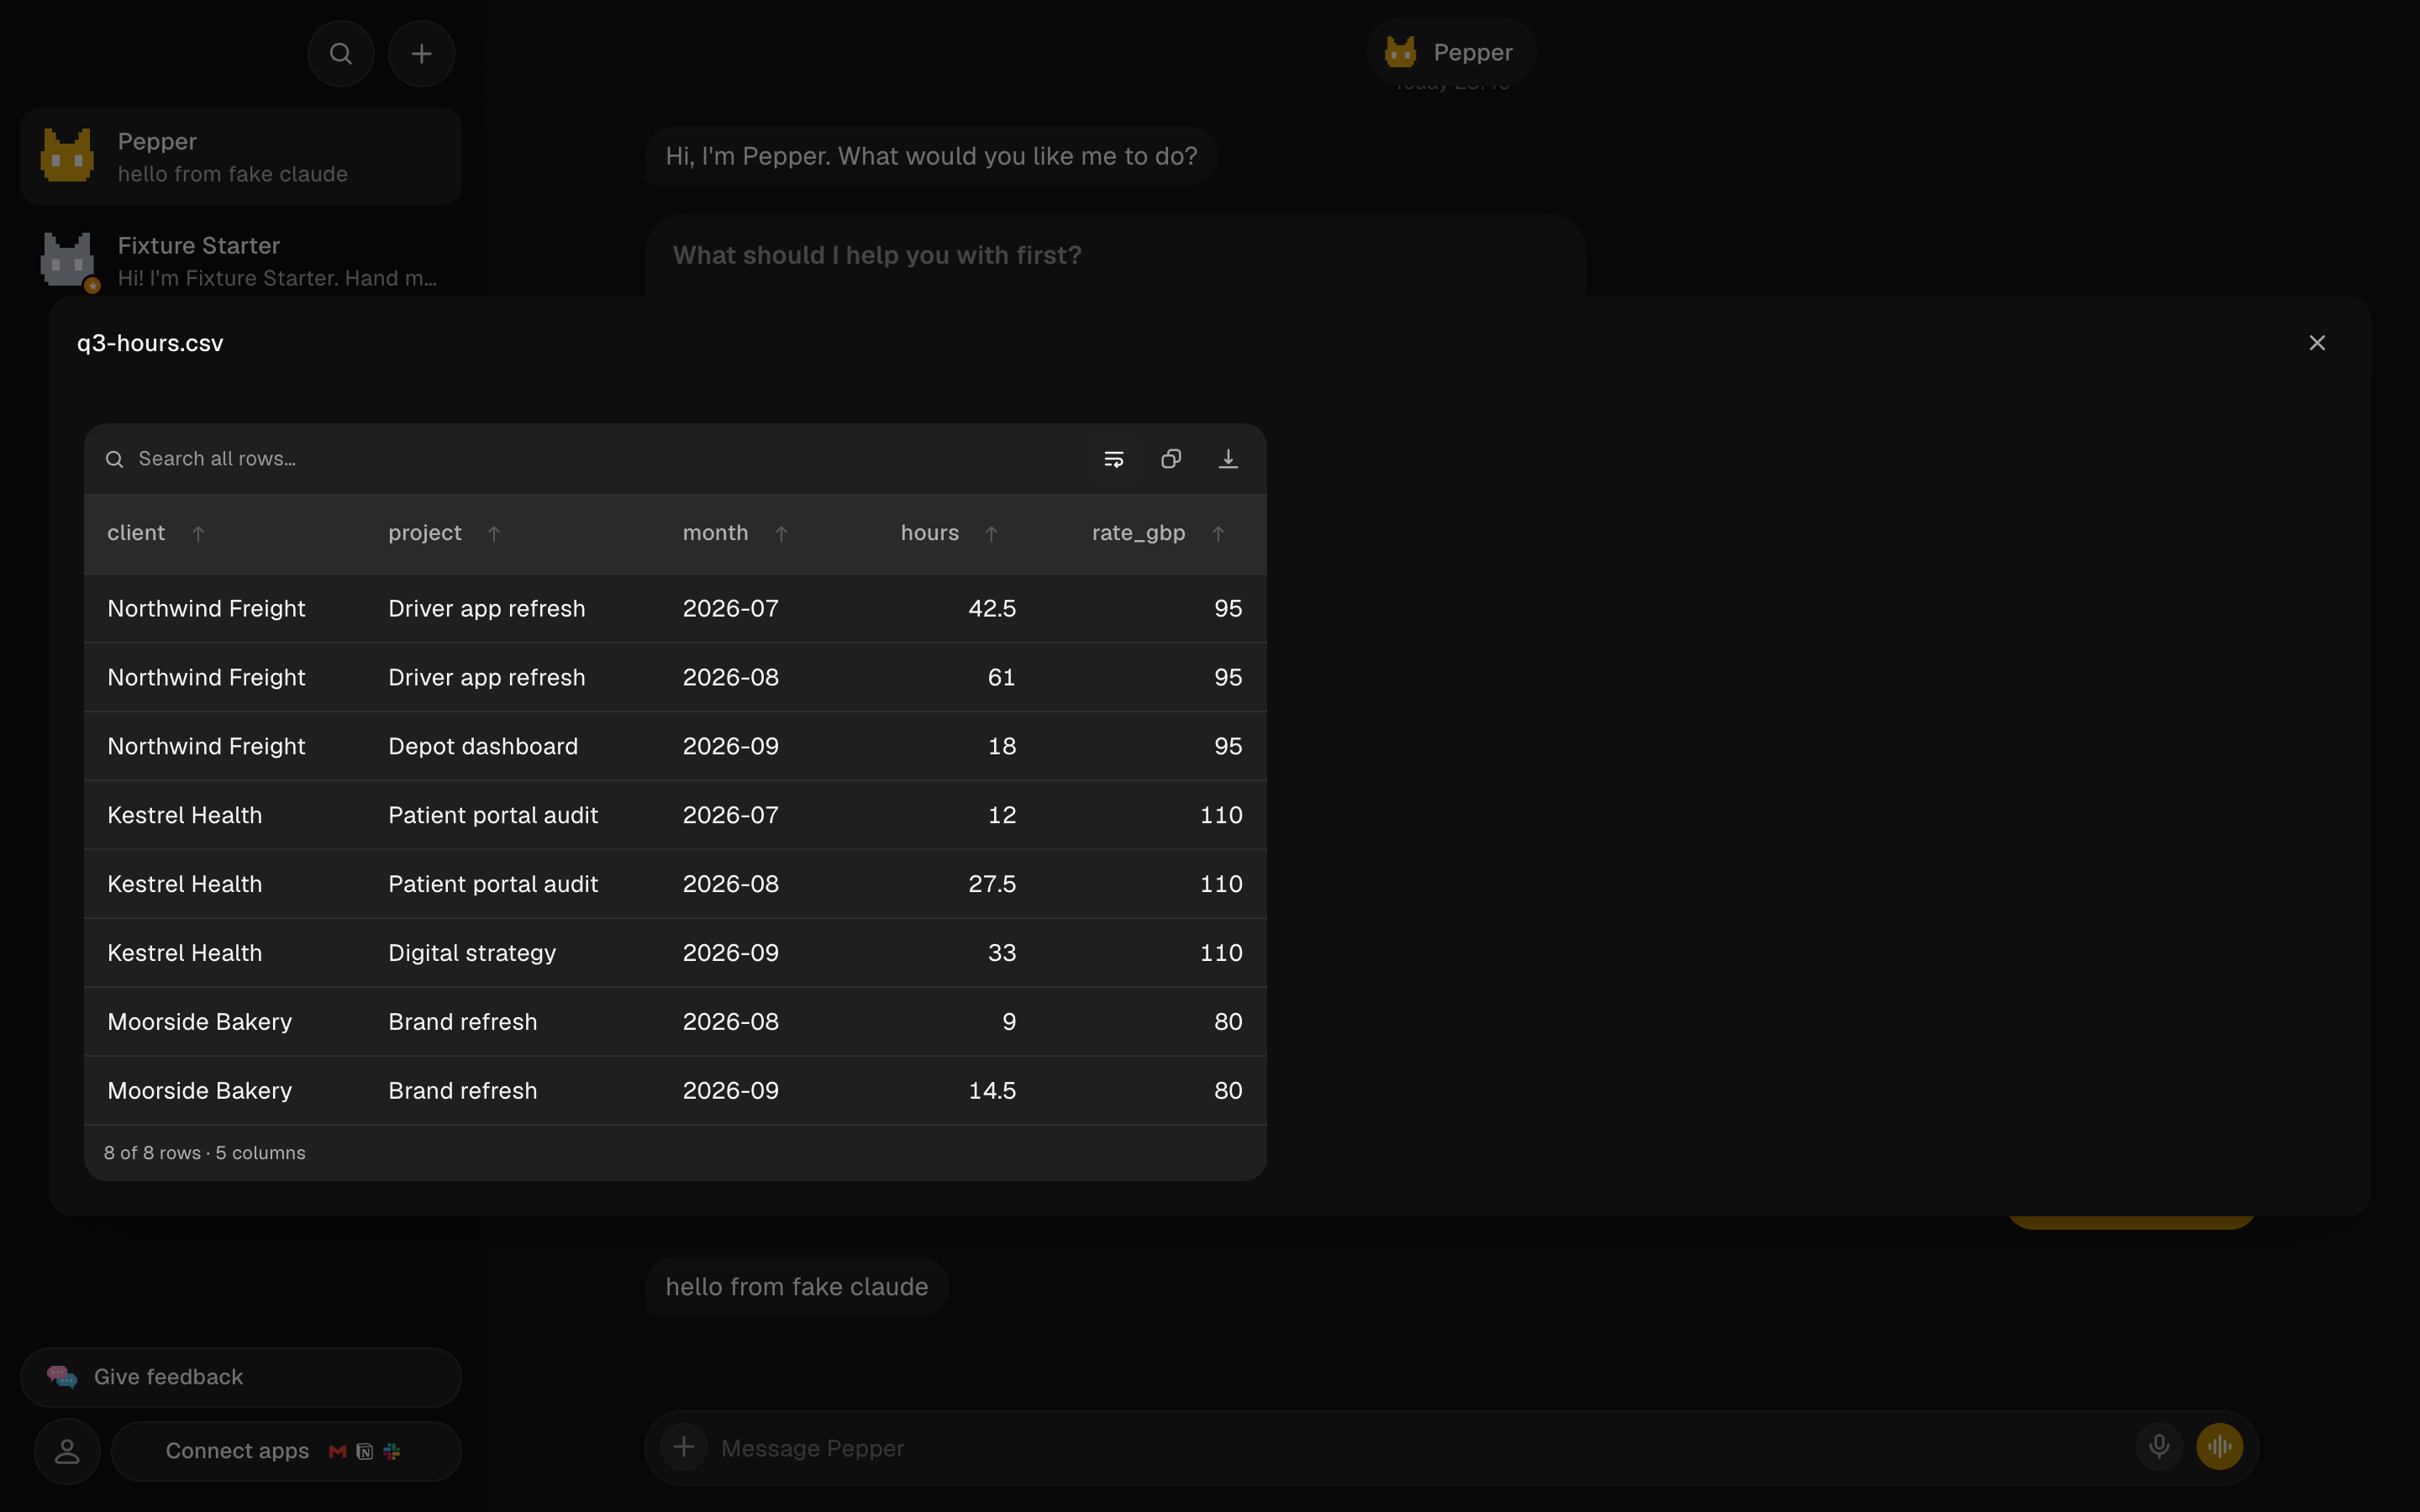 Pepper
hello from fake claude
Fixture Starter
Hi! I'm Fixture Starter. Hand m...
Pepper
Hi, I'm Pepper. What would you like me to do?
What should I help you with first?
q3-hours.csv
Search all rows...
client project month hours rate_gbp
Northwind Freight Driver app refresh 2026-07 42.5 95
Northwind Freight Driver app refresh 2026-08 61 95
Northwind Freight Depot dashboard 2026-09 18 95
Kestrel Health Patient portal audit 2026-07 12 110
Kestrel Health Patient portal audit 2026-08 27.5 110
Kestrel Health Digital strategy 2026-09 33 110
Moorside Bakery Brand refresh 2026-08 9 80
Moorside Bakery Brand refresh 2026-09 14.5 80
8 of 8 rows · 5 columns
hello from fake claude
Give feedback
Connect apps
Message Pepper